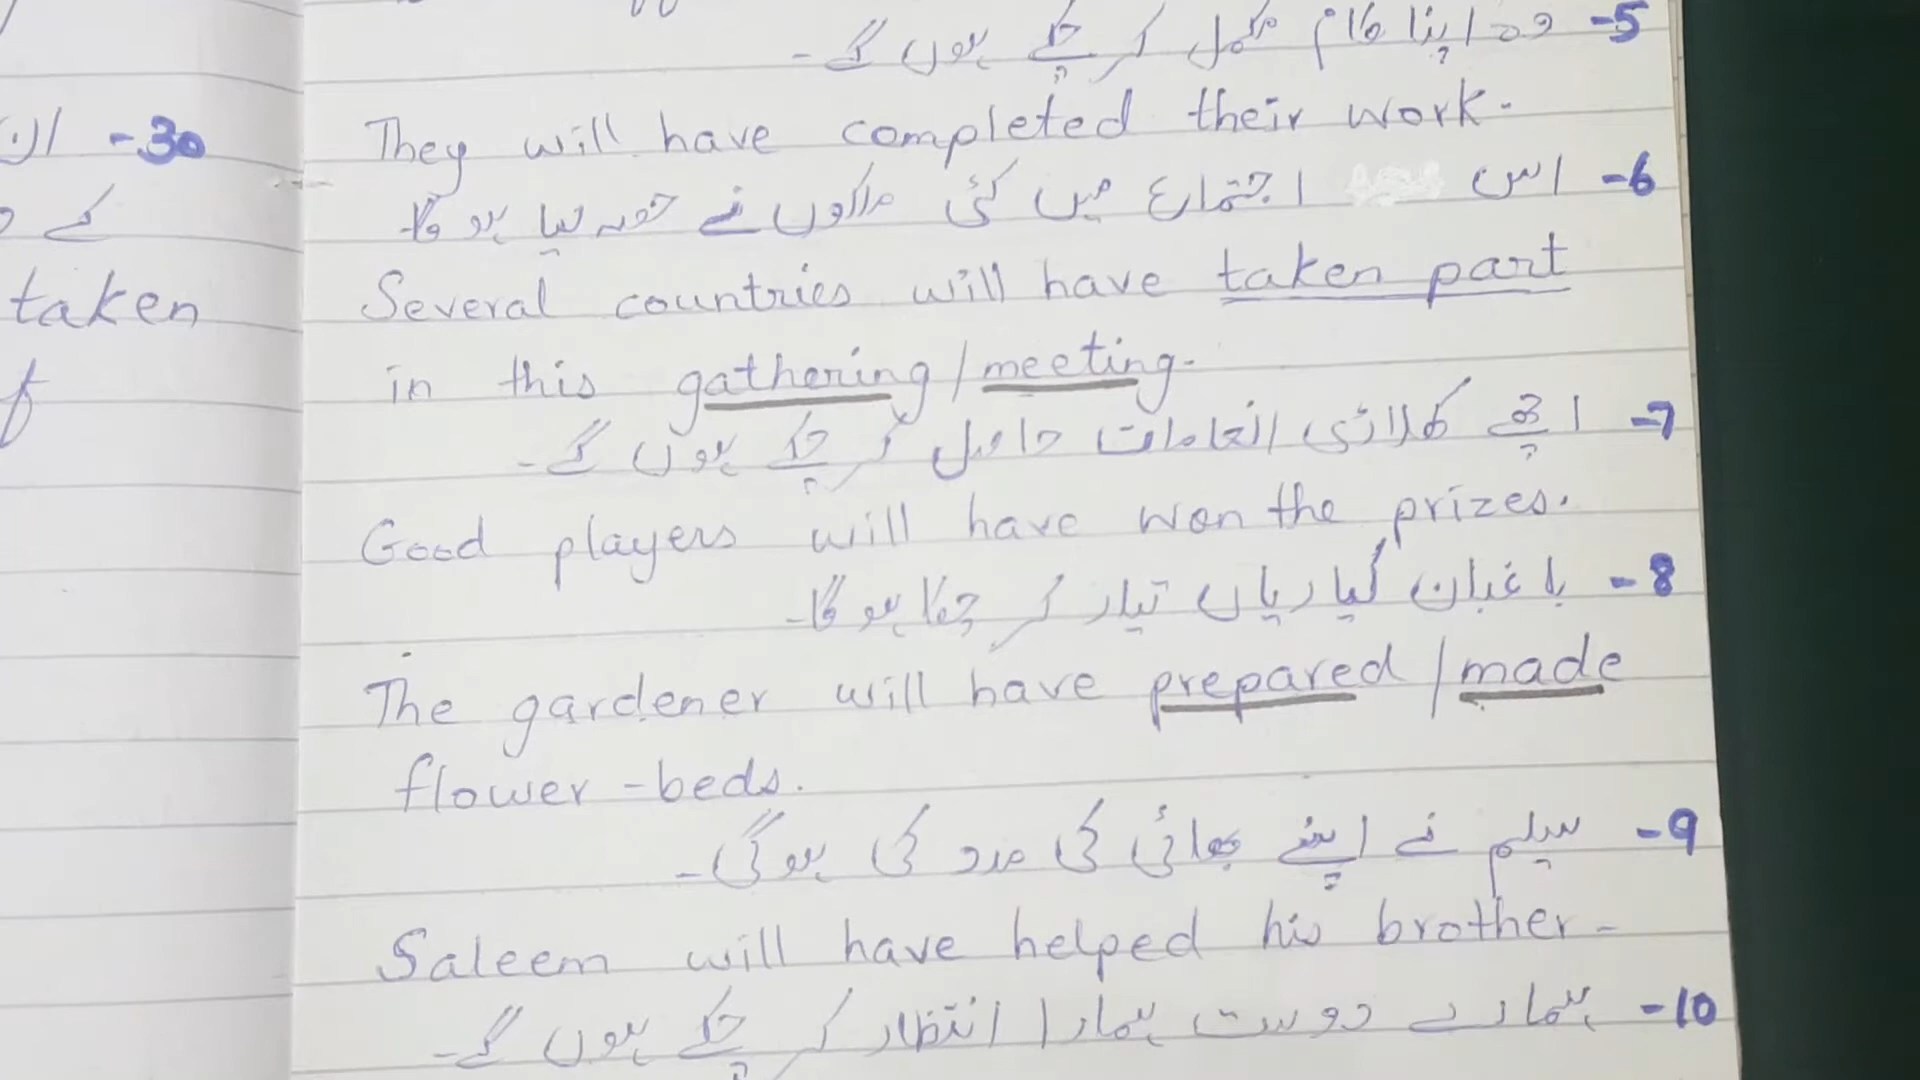 5- وہ اپنا کام مکمل کر چکے ہوں گے۔
They will have completed their work.
6- اس اجتماع میں کئی ملکوں نے حصہ لیا ہو گا۔
Several countries will have taken part
in this gathering / meeting.
7- اچھے کھلاڑی انعامات حاصل کر چکے ہوں گے۔
Good players will have won the prizes.
8- باغبان کیاریاں تیار کر چکا ہو گا۔
The gardener will have prepared / made
flower-beds.
9- سیلم نے اپنے بھائی کی مدد کی ہو گی۔
Saleem will have helped his brother.
10- ہمارے دوست ہمارا انتظار کر چکے ہوں گے۔
30-
کے
taken
f